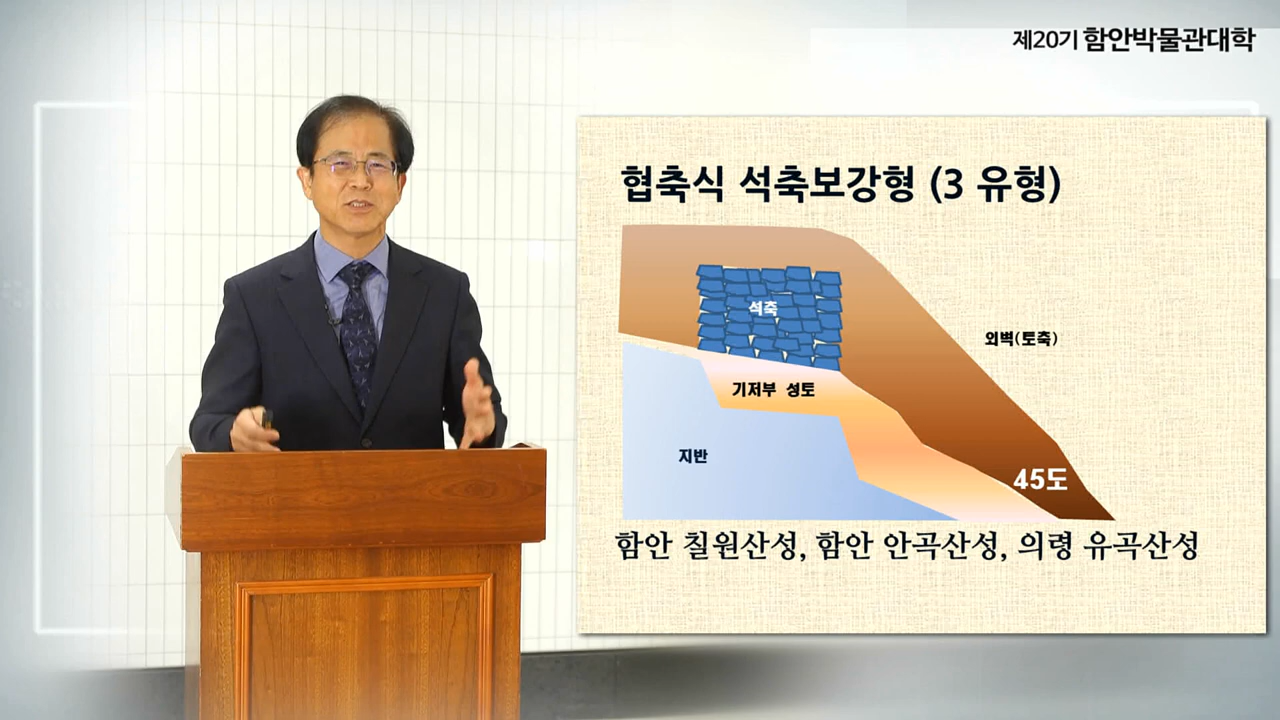 제20기 함안박물관대학
협축식 석축보강형 (3 유형)
석축
외벽(토축)
기저부 성토
지반
45도
함안 칠원산성, 함안 안곡산성, 의령 유곡산성